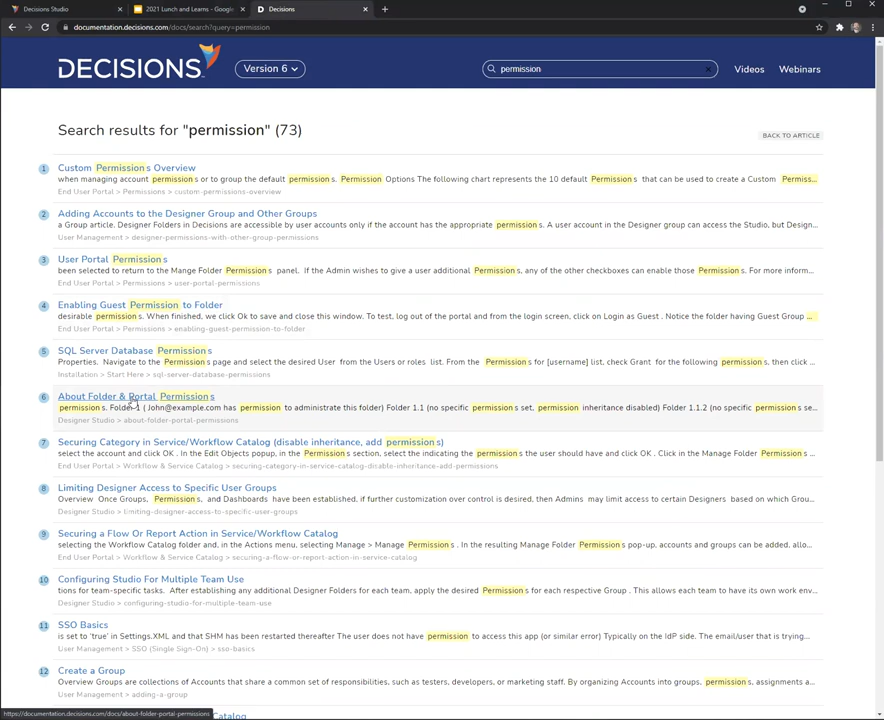 Decisions Studio
2021 Lunch and Learns - Google
Decisions
documentation.decisions.com/docs/search?query=permission
DECISIONS
Version 6
permission
Videos
Webinars
Search results for "permission" (73)
BACK TO ARTICLE
1
Custom Permissions Overview
when managing account permissions or to group the default permissions. Permission Options The following chart represents the 10 default Permissions that can be used to create a Custom Permiss...
End User Portal > Permissions > custom-permissions-overview
2
Adding Accounts to the Designer Group and Other Groups
a Group article. Designer Folders in Decisions are accessible by user accounts only if the account has the appropriate permissions. A user account in the Designer group can access the Studio, but Design...
User Management > designer-permissions-with-other-group-permissions
3
User Portal Permissions
been selected to return to the Mange Folder Permissions panel. If the Admin wishes to give a user additional Permissions, any of the other checkboxes can enable those Permissions. For more inform...
End User Portal > Permissions > user-portal-permissions
4
Enabling Guest Permission to Folder
desirable permissions. When finished, we click Ok to save and close this window. To test, log out of the portal and from the login screen, click on Login as Guest . Notice the folder having Guest Group ...
End User Portal > Permissions > enabling-guest-permission-to-folder .
5
SQL Server Database Permissions
Properties. Navigate to the Permissions page and select the desired User from the Users or roles list. From the Permissions for [username] list, check Grant for the following permissions, then click ...
Installation > Start Here > sql-server-database-permissions
6
About Folder & Portal Permissions
permissions. Folder 1 ( John@example.com has permission to administrate this folder) Folder 1.1 (no specific permissions set, permission inheritance disabled) Folder 1.1.2 (no specific permissions se...
Designer Studio > about-folder-portal-permissions
7
Securing Category in Service/Workflow Catalog (disable inheritance, add permissions)
select the account and click OK . In the Edit Objects popup, in the Permissions section, select the indicating the permissions the user should have and click OK . Click in the Manage Folder Permissions ...
End User Portal > Workflow & Service Catalog > securing-category-in-service-catalog-disable-inheritance-add-permissions
8
Limiting Designer Access to Specific User Groups
Overview Once Groups, Permissions, and Dashboards have been established, if further customization over control is desired, then Admins may limit access to certain Designers based on which Grou...
Designer Studio > limiting-designer-access-to-specific-user-groups
9
Securing a Flow Or Report Action in Service/Workflow Catalog
selecting the Workflow Catalog folder and, in the Actions menu, selecting Manage > Manage Permissions . In the resulting Manage Folder Permissions pop-up, accounts and groups can be added, allo...
End User Portal > Workflow & Service Catalog > securing-a-flow-or-report-action-in-service-catalog
10
Configuring Studio For Multiple Team Use
tions for team-specific tasks. After establishing any additional Designer Folders for each team, apply the desired Permissions for each respective Group . This allows each team to have its own work env...
Designer Studio > configuring-studio-for-multiple-team-use
11
SSO Basics
is set to 'true' in Settings.XML and that SHM has been restarted thereafter The user does not have permission to access this app (or similar error) Typically on the IdP side. The email/user that is trying...
User Management > SSO (Single Sign-On) > sso-basics
12
Create a Group
Overview Groups are collections of Accounts that share a common set of responsibilities, such as testers, developers, or marketing staff. By organizing Accounts into groups, permissions, assignments a...
User Management > adding-a-group
https://documentation.decisions.com/docs/about-folder-portal-permissions
Catalog